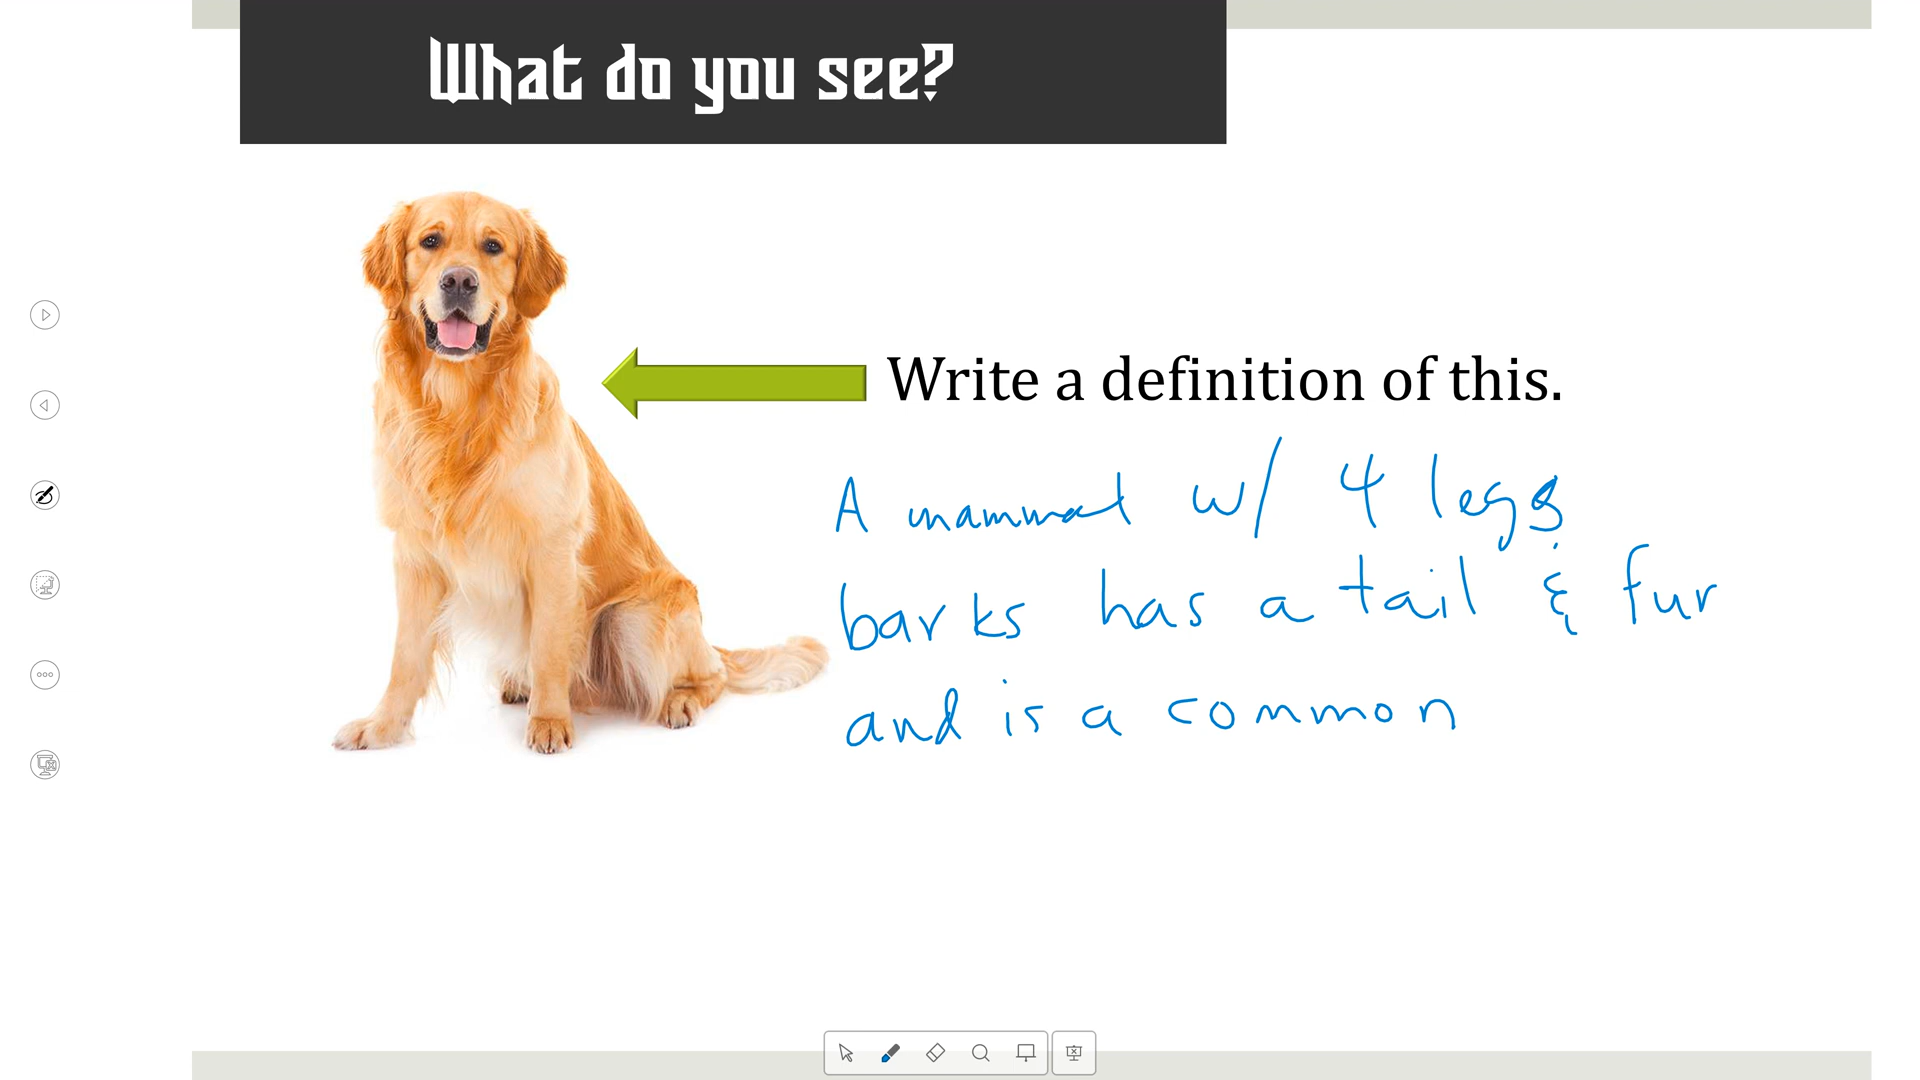 What do you see?
Write a definition of this.
A mammal w/ 4 legs
barks has a tail & fur
and is a common